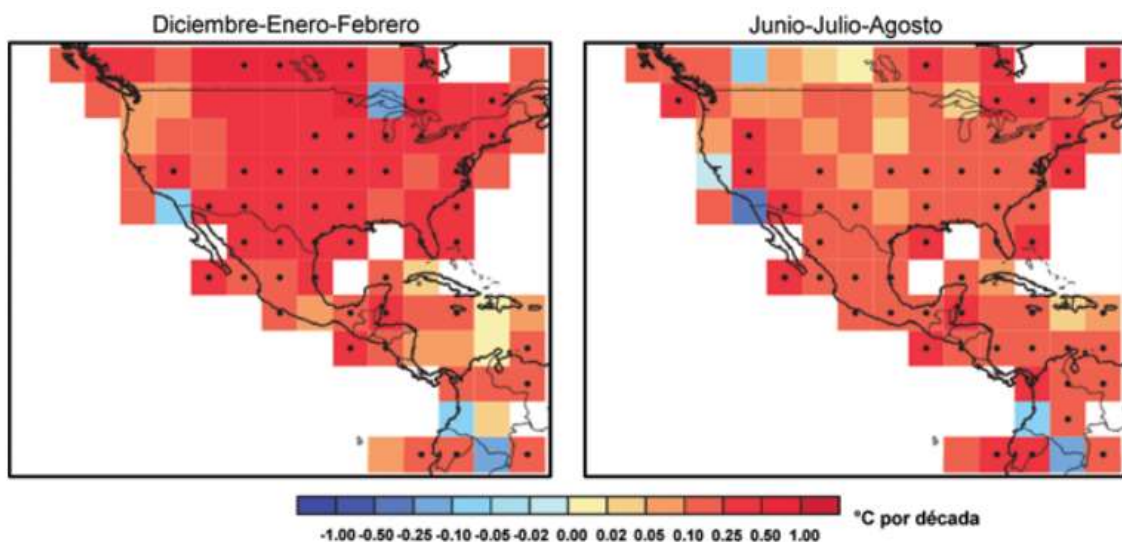 Diciembre-Enero-Febrero
Junio-Julio-Agosto
-1.00 -0.50 -0.25 -0.10 -0.05 -0.02 0.00 0.02 0.05 0.10 0.25 0.50 1.00
°C por década